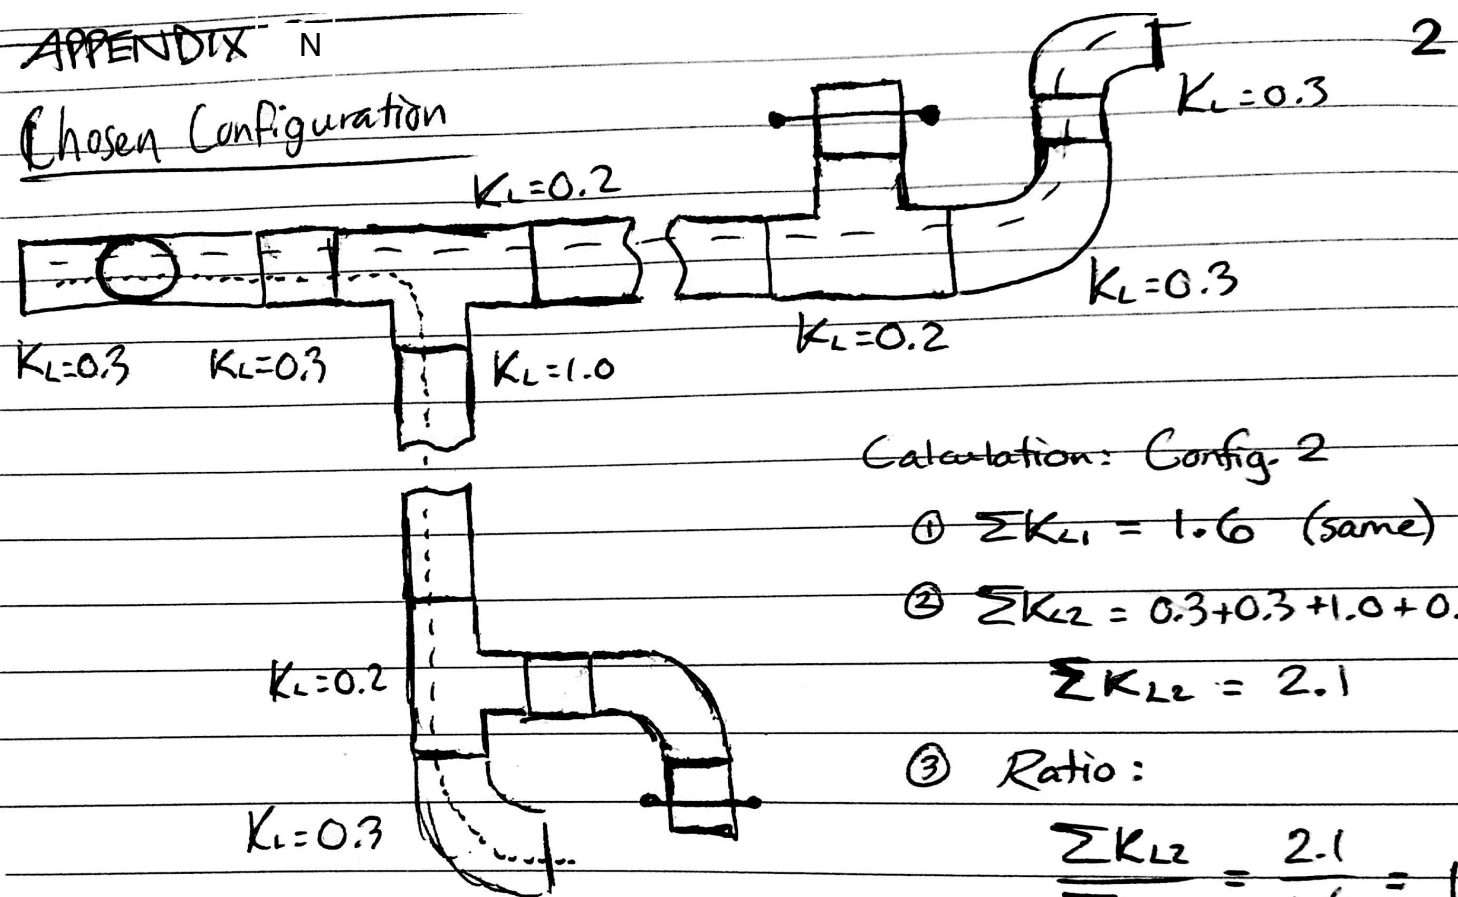 APPENDIX N
2
Chosen Configuration
KL=0.3
KL=0.2
KL=0.3
KL=0.2
KL=0.3
KL=0.3
KL=1.0
Calculation: Config. 2
① ΣKL1 = 1.6 (same)
② ΣKL2 = 0.3+0.3+1.0+0.
ΣKL2 = 2.1
KL=0.2
③ Ratio:
KL=0.3
ΣKL2 = 2.1 =